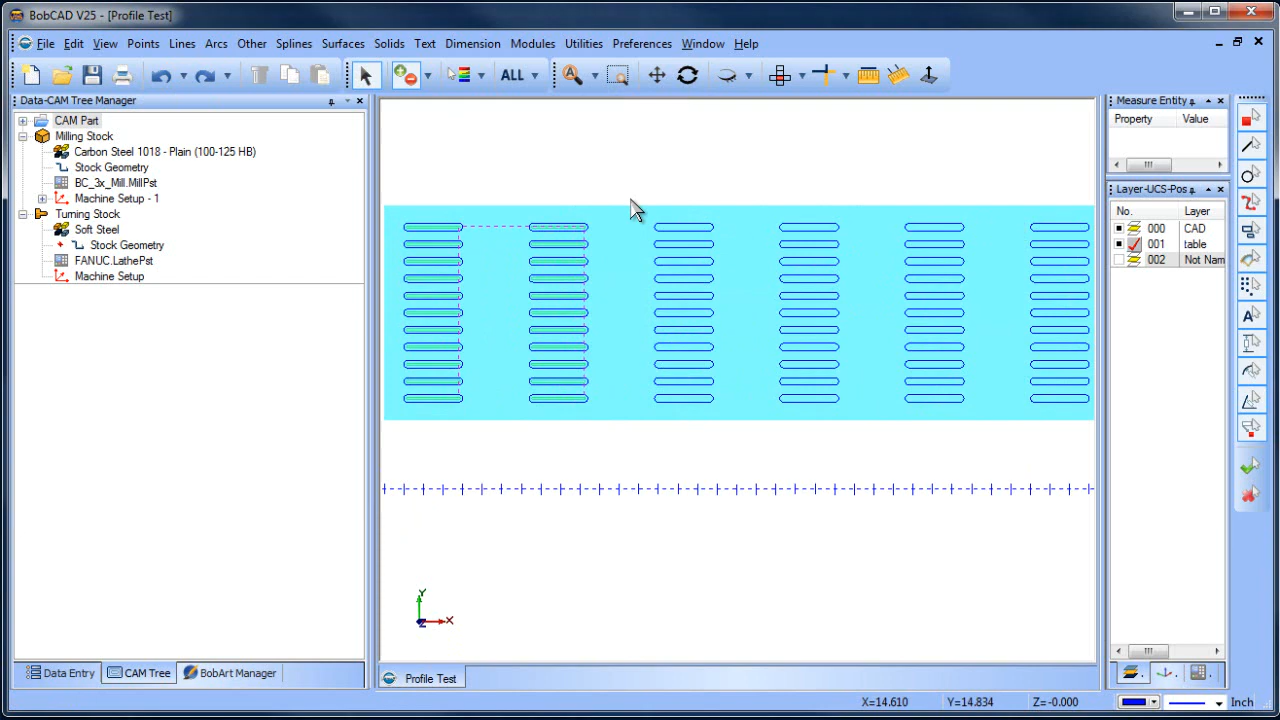 BobCAD V25 - [Profile Test]
File Edit View Points Lines Arcs Other Splines Surfaces Solids Text Dimension Modules Utilities Preferences Window Help
ALL
Data-CAM Tree Manager
CAM Part
Milling Stock
Carbon Steel 1018 - Plain (100-125 HB)
Stock Geometry
BC_3x_Mill.MillPst
Machine Setup - 1
Turning Stock
Soft Steel
Stock Geometry
FANUC.LathePst
Machine Setup
Y
X
Z
Measure Entity
Property Value
Layer-UCS-Pos
No. Layer
000 CAD
001 table
002 Not Nam
Data Entry CAM Tree BobArt Manager
Profile Test
X=14.610 Y=14.834 Z=-0.000 Inch